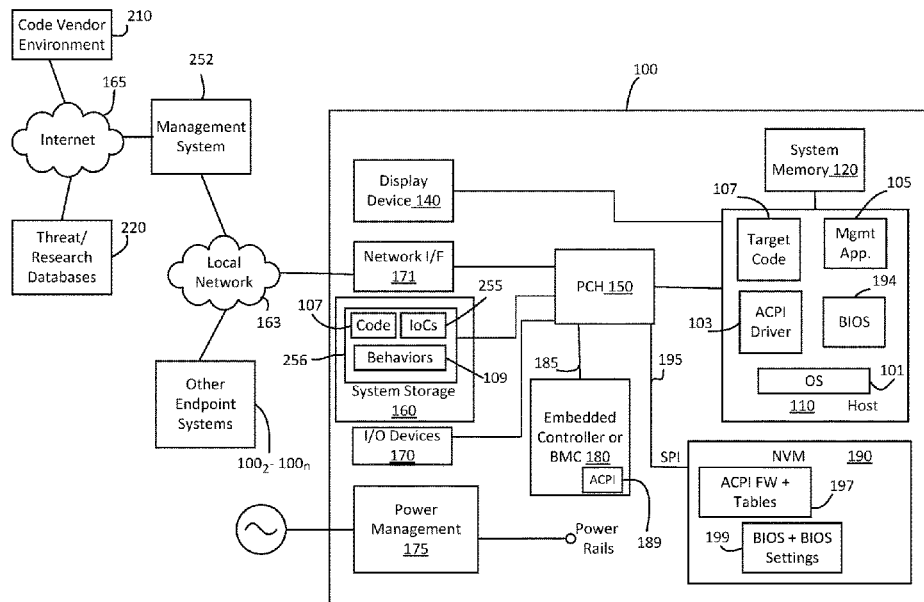 Code Vendor
Environment
210
165
252
Internet
Management
System
Threat/
Research
Databases
220
Local
Network
163
Other
Endpoint
Systems
100₂- 100ₙ
100
Display
Device 140
Network I/F
171
107
Code
IoCs
255
256
Behaviors
109
System Storage
160
I/O Devices
170
Power
Management
175
Power
Rails
PCH 150
185
195
Embedded
Controller or
BMC 180
ACPI
189
SPI
System
Memory 120
107
105
Target
Code
Mgmt
App.
194
103
ACPI
Driver
BIOS
101
OS
110
Host
NVM
190
ACPI FW +
Tables
197
199
BIOS + BIOS
Settings